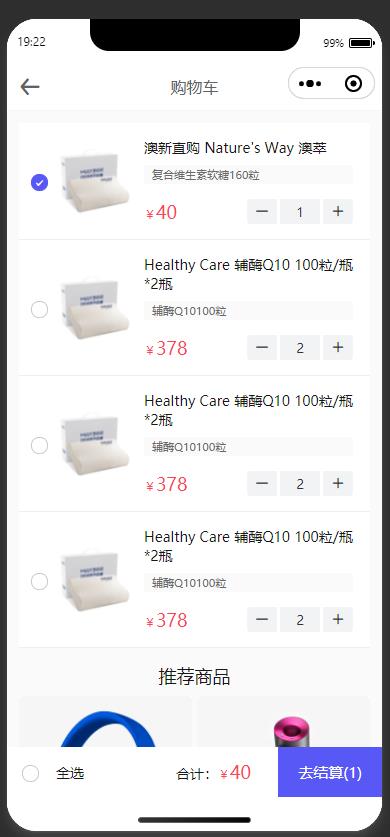 19:22
99%
购物车
澳新直购 Nature's Way 澳萃
复合维生素软糖160粒
¥40
1
Healthy Care 辅酶Q10 100粒/瓶
*2瓶
辅酶Q10100粒
¥378
2
Healthy Care 辅酶Q10 100粒/瓶
*2瓶
辅酶Q10100粒
¥378
2
Healthy Care 辅酶Q10 100粒/瓶
*2瓶
辅酶Q10100粒
¥378
2
推荐商品
全选
合计：¥40
去结算(1)